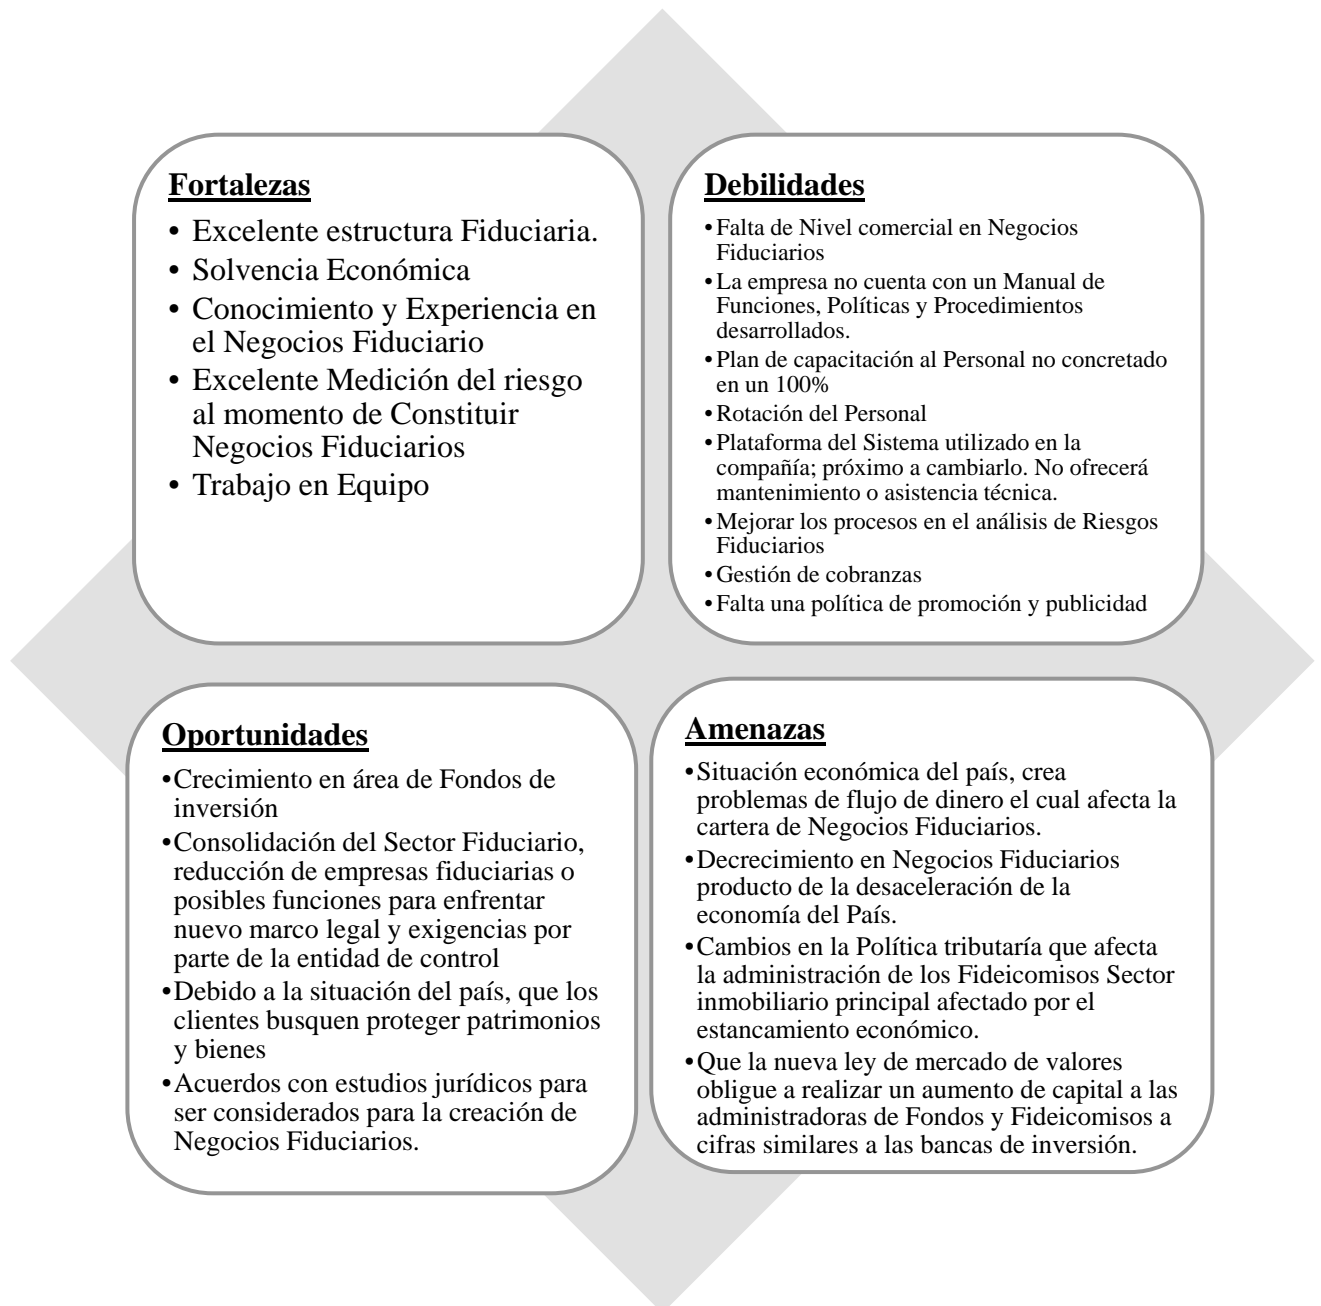 Fortalezas
• Excelente estructura Fiduciaria.
• Solvencia Económica
• Conocimiento y Experiencia en
el Negocios Fiduciario
• Excelente Medición del riesgo
al momento de Constituir
Negocios Fiduciarios
• Trabajo en Equipo
Debilidades
• Falta de Nivel comercial en Negocios
Fiduciarios
• La empresa no cuenta con un Manual de
Funciones, Políticas y Procedimientos
desarrollados.
• Plan de capacitación al Personal no concretado
en un 100%
• Rotación del Personal
• Plataforma del Sistema utilizado en la
compañía; próximo a cambiarlo. No ofrecerá
mantenimiento o asistencia técnica.
• Mejorar los procesos en el análisis de Riesgos
Fiduciarios
• Gestión de cobranzas
• Falta una política de promoción y publicidad
Oportunidades
• Crecimiento en área de Fondos de
inversión
• Consolidación del Sector Fiduciario,
reducción de empresas fiduciarias o
posibles funciones para enfrentar
nuevo marco legal y exigencias por
parte de la entidad de control
• Debido a la situación del país, que los
clientes busquen proteger patrimonios
y bienes
• Acuerdos con estudios jurídicos para
ser considerados para la creación de
Negocios Fiduciarios.
Amenazas
• Situación económica del país, crea
problemas de flujo de dinero el cual afecta la
cartera de Negocios Fiduciarios.
• Decrecimiento en Negocios Fiduciarios
producto de la desaceleración de la
economía del País.
• Cambios en la Política tributaría que afecta
la administración de los Fideicomisos Sector
inmobiliario principal afectado por el
estancamiento económico.
• Que la nueva ley de mercado de valores
obligue a realizar un aumento de capital a las
administradoras de Fondos y Fideicomisos a
cifras similares a las bancas de inversión.